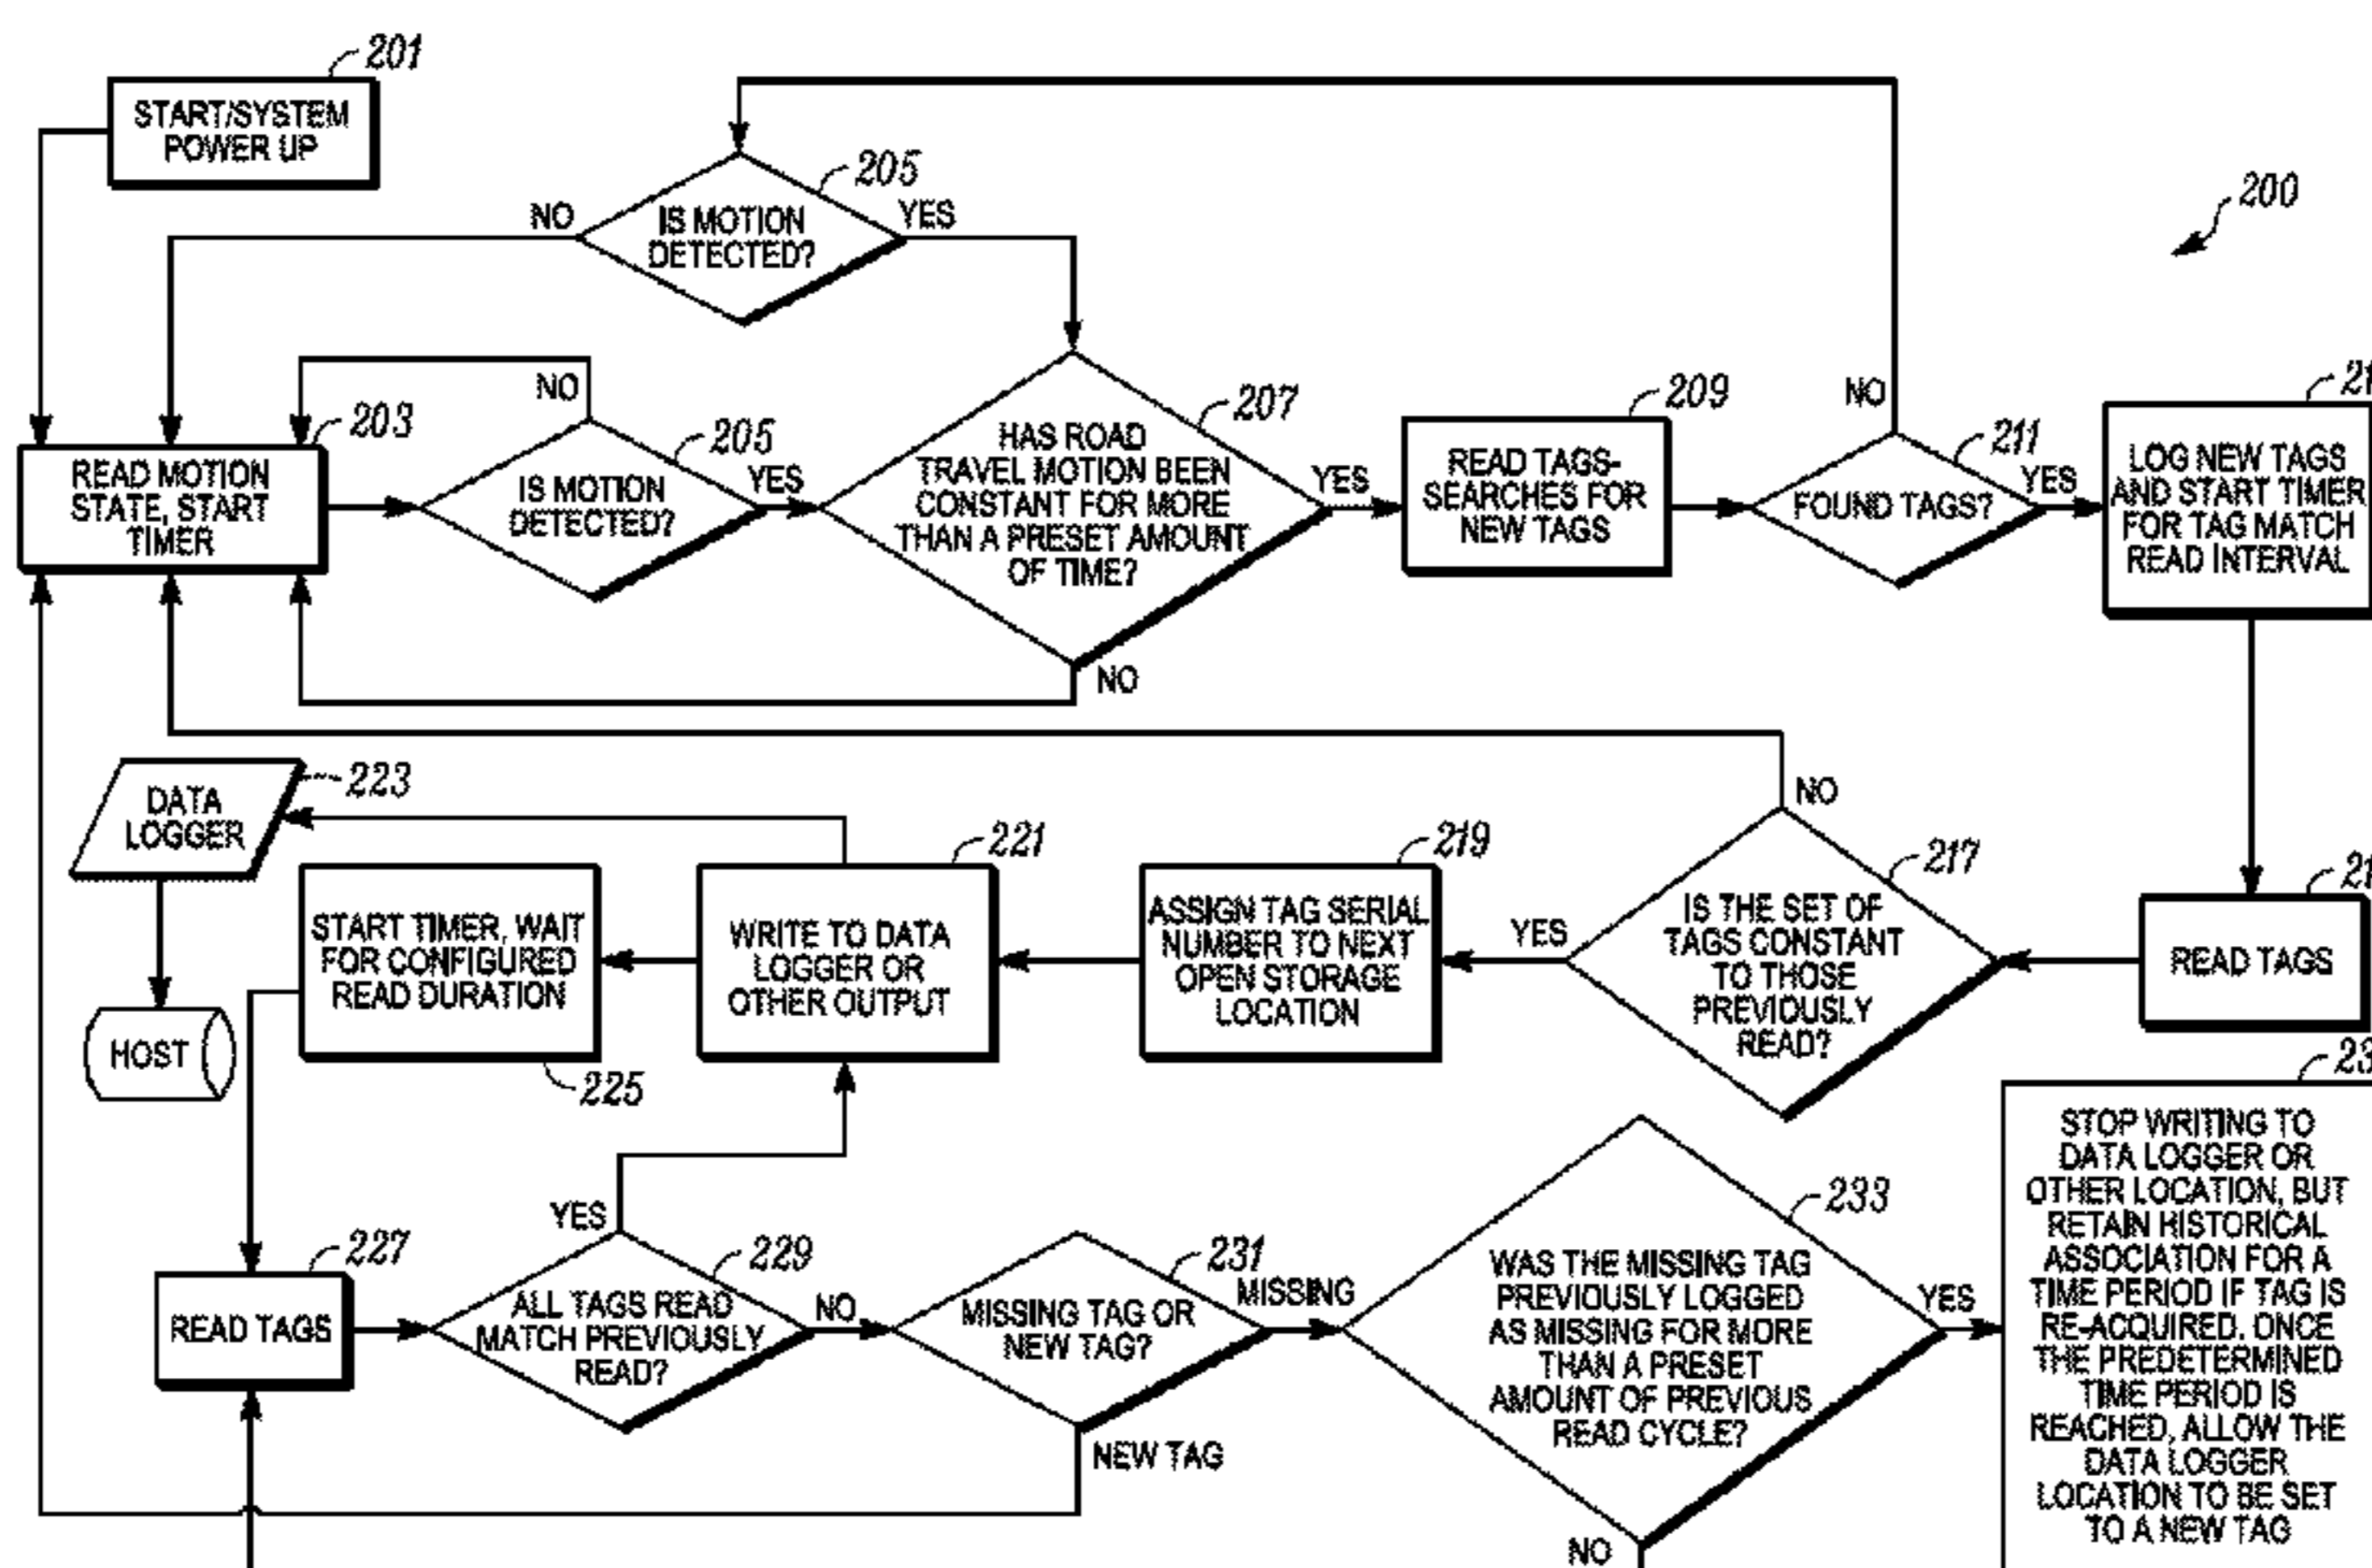 201
START/SYSTEM
POWER UP
205
NO
IS MOTION
DETECTED?
YES
200
NO
203
READ MOTION
STATE, START
TIMER
205
IS MOTION
DETECTED?
YES
207
HAS ROAD
TRAVEL MOTION BEEN
CONSTANT FOR MORE
THAN A PRESET AMOUNT
OF TIME?
YES
NO
209
READ TAGS-
SEARCHES FOR
NEW TAGS
NO
211
FOUND TAGS?
YES
LOG NEW TAGS
AND START TIMER
FOR TAG MATCH
READ INTERVAL
223
DATA
LOGGER
HOST
START TIMER, WAIT
FOR CONFIGURED
READ DURATION
225
221
WRITE TO DATA
LOGGER OR
OTHER OUTPUT
219
ASSIGN TAG SERIAL
NUMBER TO NEXT
OPEN STORAGE
LOCATION
YES
NO
217
IS THE SET OF
TAGS CONSTANT
TO THOSE
PREVIOUSLY
READ?
READ TAGS
227
READ TAGS
YES
229
ALL TAGS READ
MATCH PREVIOUSLY
READ?
NO
231
MISSING TAG OR
NEW TAG?
MISSING
NEW TAG
233
WAS THE MISSING TAG
PREVIOUSLY LOGGED
AS MISSING FOR MORE
THAN A PRESET
AMOUNT OF PREVIOUS
READ CYCLE?
YES
NO
STOP WRITING TO
DATA LOGGER OR
OTHER LOCATION, BUT
RETAIN HISTORICAL
ASSOCIATION FOR A
TIME PERIOD IF TAG IS
RE-ACQUIRED. ONCE
THE PREDETERMINED
TIME PERIOD IS
REACHED, ALLOW THE
DATA LOGGER
LOCATION TO BE SET
TO A NEW TAG